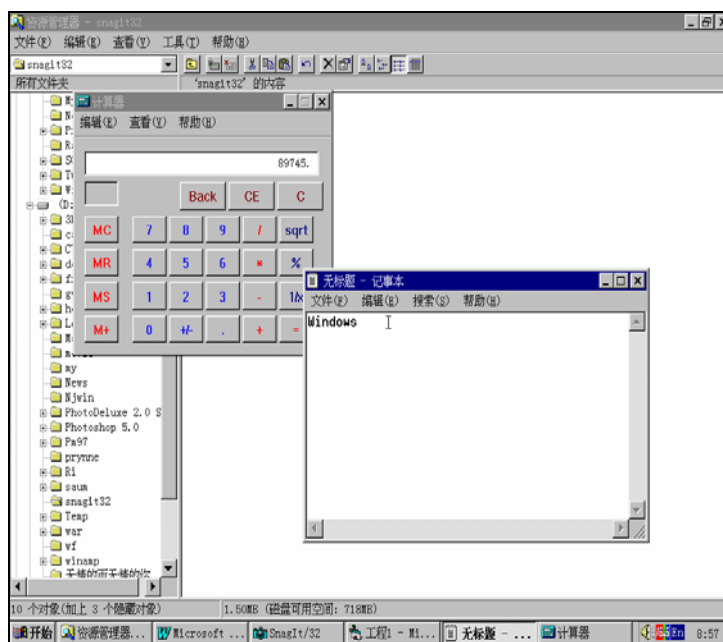 资源管理器 - snagit32
文件(F) 编辑(E) 查看(V) 工具(T) 帮助(H)
snagit32
所有文件夹 'snagit32' 的内容
计算器
编辑(E) 查看(V) 帮助(H)
89745.
Back CE C
MC 7 8 9 / sqrt
MR 4 5 6 * %
MS 1 2 3 - 1/x
M+ 0 +/- . + =
无标题 - 记事本
文件(F) 编辑(E) 搜索(S) 帮助(H)
Windows
(D:
my
News
Njwin
PhotoDeluxe 2.0 S
Photoshop 5.0
Pm97
prynne
Ri
saum
snagit32
Temp
war
wf
winamp
10 个对象(加上 3 个隐藏对象) 1.50MB (磁盘可用空间: 718MB)
开始 资源管理器... Microsoft ... SnagIt/32 工程1 - Mi... 无标题 - ... 计算器 En 8:57